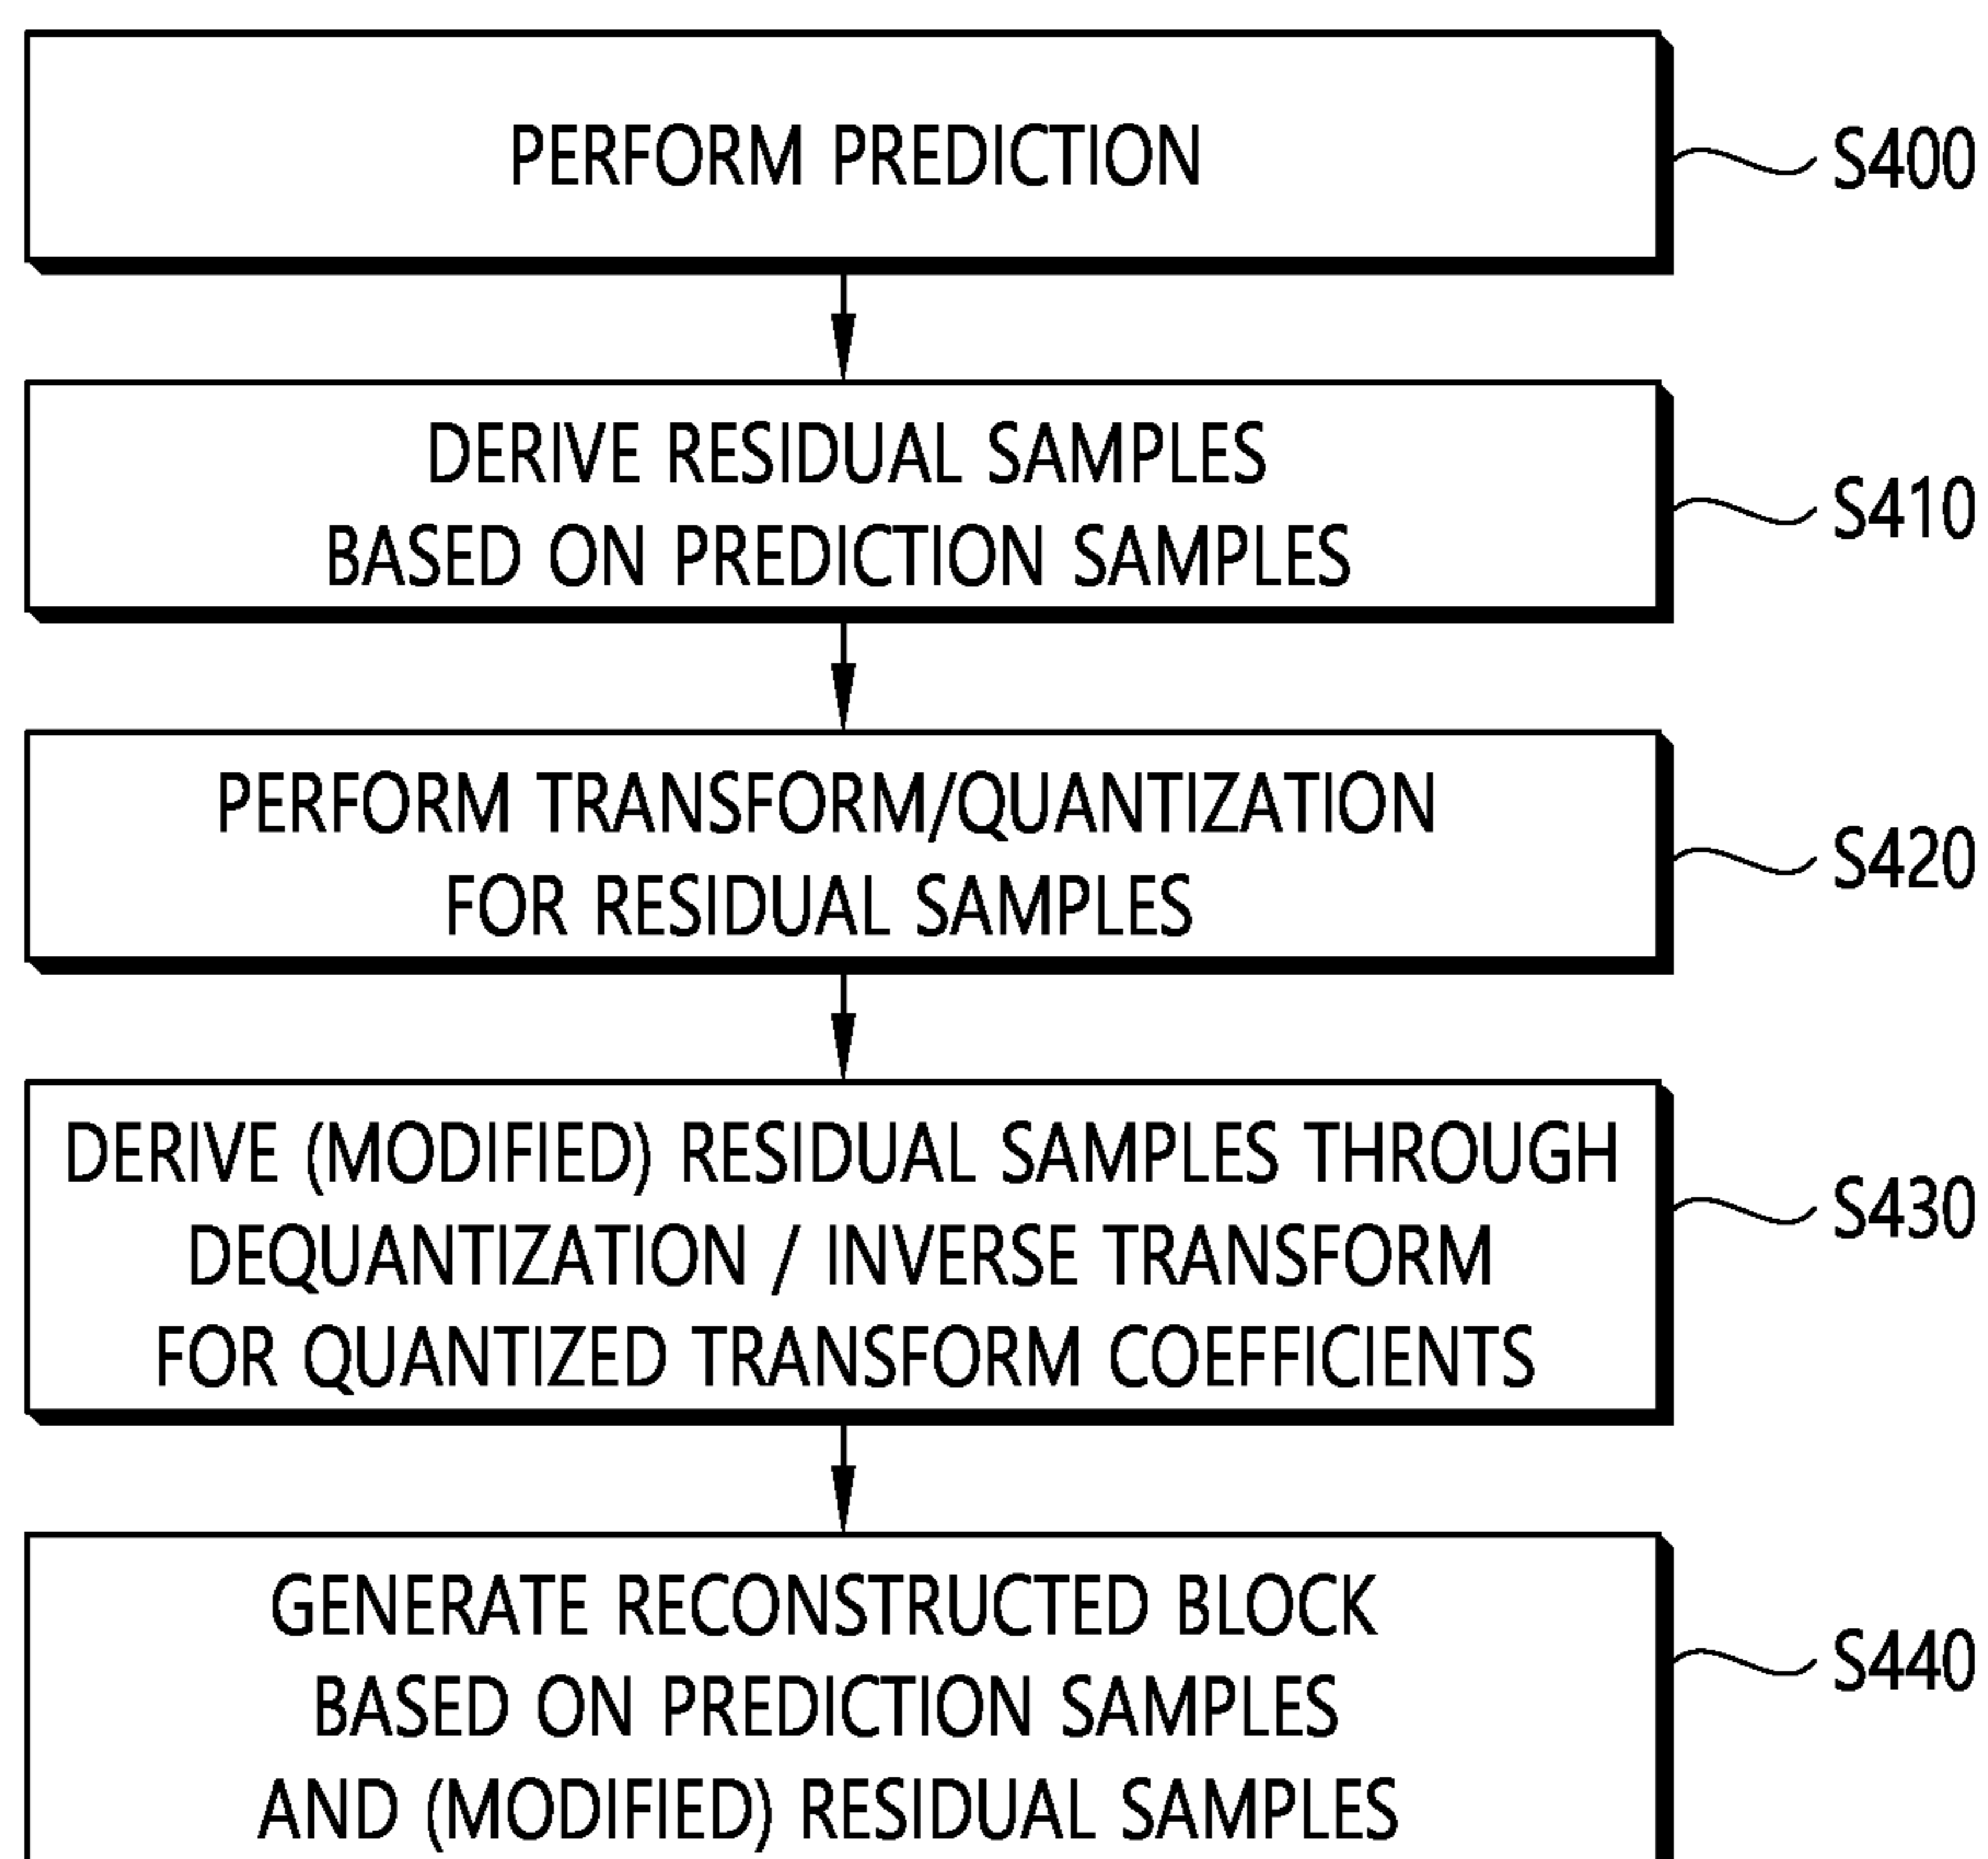 PERFORM PREDICTION
S400
DERIVE RESIDUAL SAMPLES
BASED ON PREDICTION SAMPLES
S410
PERFORM TRANSFORM/QUANTIZATION
FOR RESIDUAL SAMPLES
S420
DERIVE (MODIFIED) RESIDUAL SAMPLES THROUGH
DEQUANTIZATION / INVERSE TRANSFORM
FOR QUANTIZED TRANSFORM COEFFICIENTS
S430
GENERATE RECONSTRUCTED BLOCK
BASED ON PREDICTION SAMPLES
AND (MODIFIED) RESIDUAL SAMPLES
S440